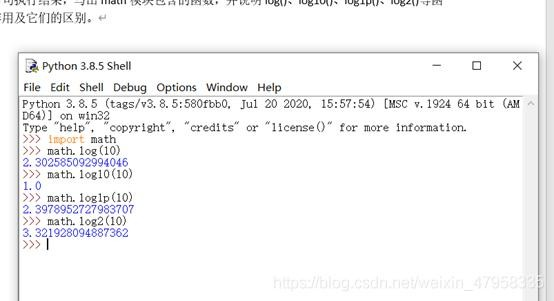 执行结果，写出 math 模块包含的函数，并说明 log()、log10()、log1p()、log2()等函
作用及它们的区别。
Python 3.8.5 Shell
File Edit Shell Debug Options Window Help
Python 3.8.5 (tags/v3.8.5:580fbb0, Jul 20 2020, 15:57:54) [MSC v.1924 64 bit (AM
D64)] on win32
Type "help", "copyright", "credits" or "license()" for more information.
>>> import math
>>> math.log(10)
2.302585092994046
>>> math.log10(10)
1.0
>>> math.log1p(10)
2.3978952727983707
>>> math.log2(10)
3.321928094887362
>>>
https://blog.csdn.net/weixin_47958335